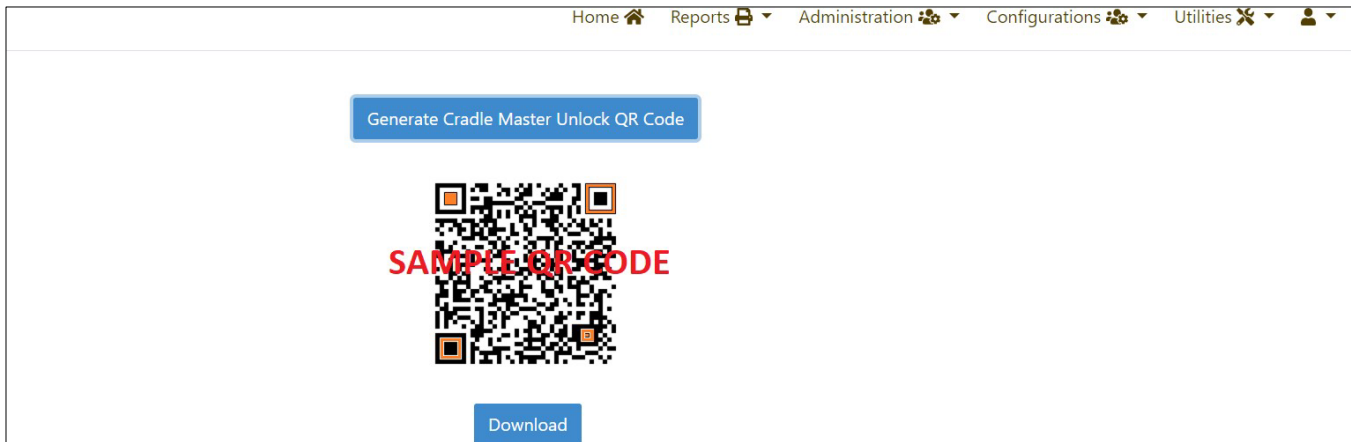 Home Reports Administration Configurations Utilities
Generate Cradle Master Unlock QR Code
SAMPLE QR CODE
Download